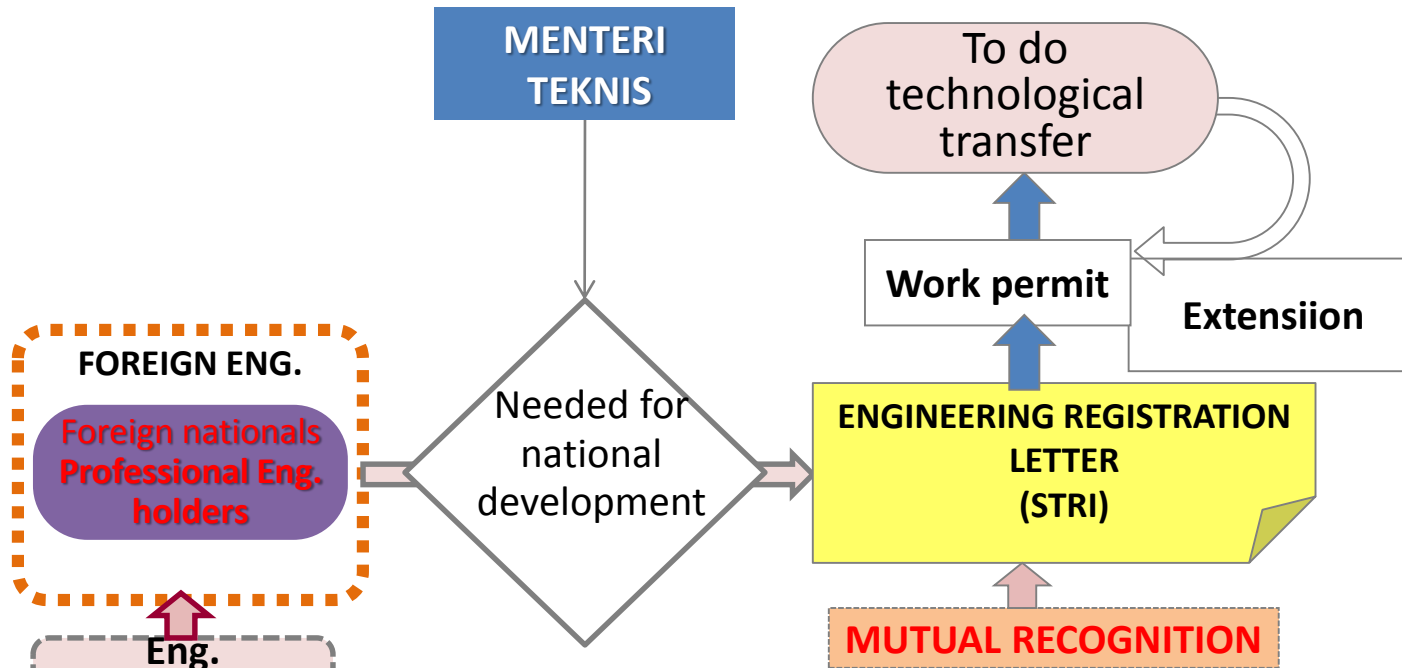 MENTERI
TEKNIS
To do
technological
transfer
Work permit
Extensiion
FOREIGN ENG.
Foreign nationals
Professional Eng.
holders
Needed for
national
development
ENGINEERING REGISTRATION
LETTER
(STRI)
Eng.
MUTUAL RECOGNITION